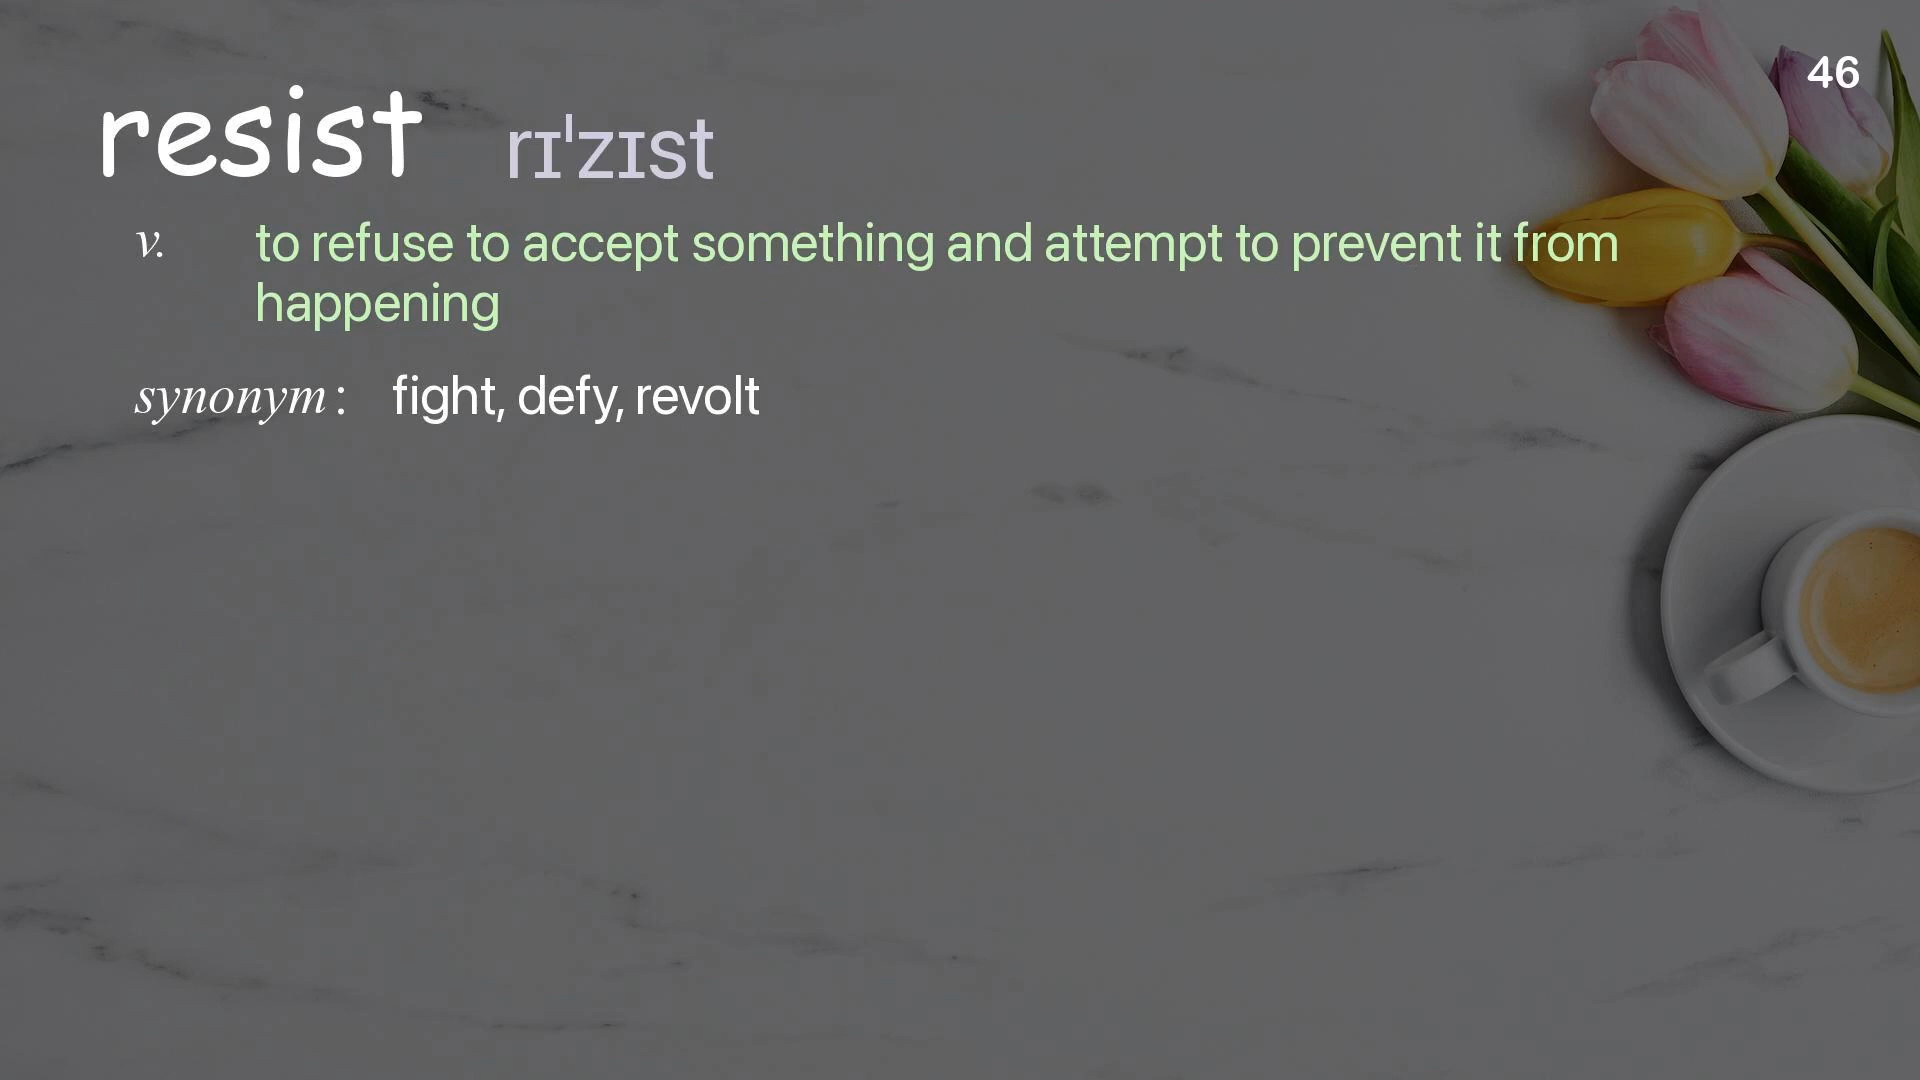 46
resist rɪˈzɪst
v. to refuse to accept something and attempt to prevent it from
happening
synonym : fight, defy, revolt